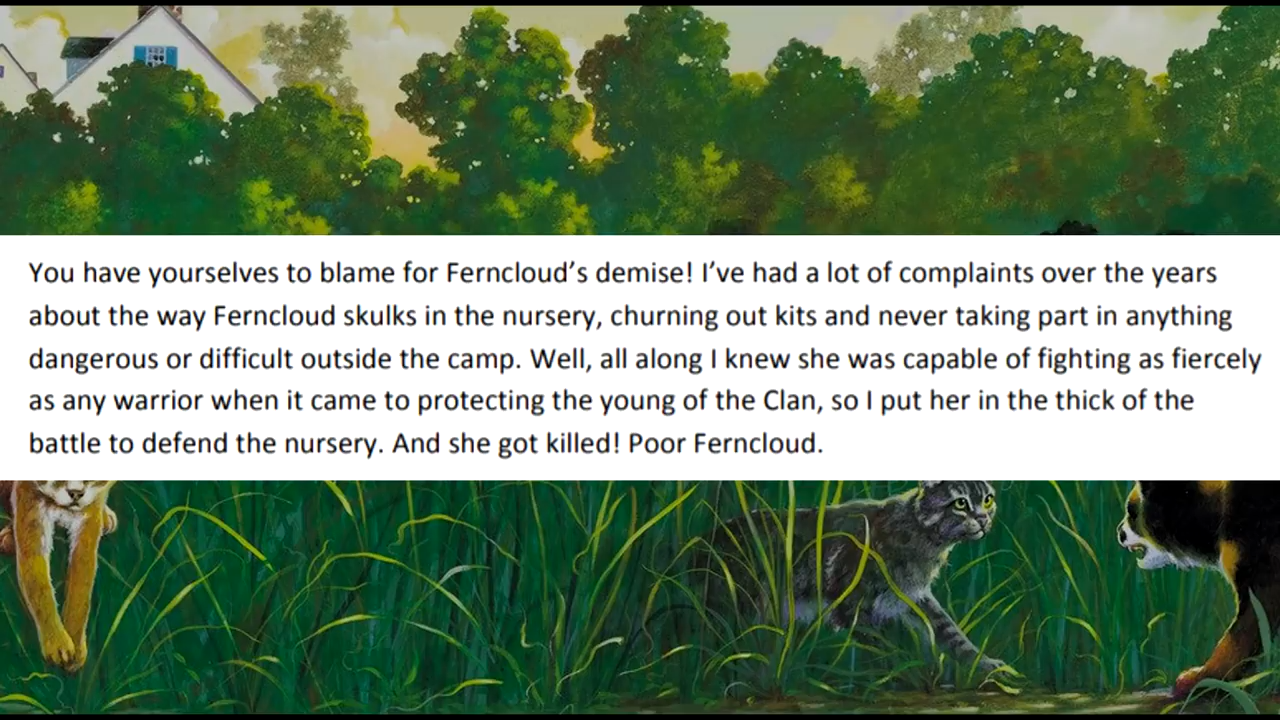 You have yourselves to blame for Ferncloud’s demise! I’ve had a lot of complaints over the years
about the way Ferncloud skulks in the nursery, churning out kits and never taking part in anything
dangerous or difficult outside the camp. Well, all along I knew she was capable of fighting as fiercely
as any warrior when it came to protecting the young of the Clan, so I put her in the thick of the
battle to defend the nursery. And she got killed! Poor Ferncloud.